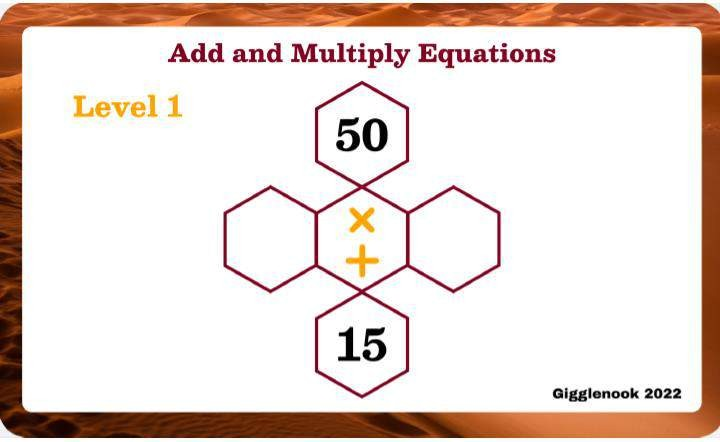 Add and Multiply Equations
Level 1
50
×
+
15
Gigglenook 2022